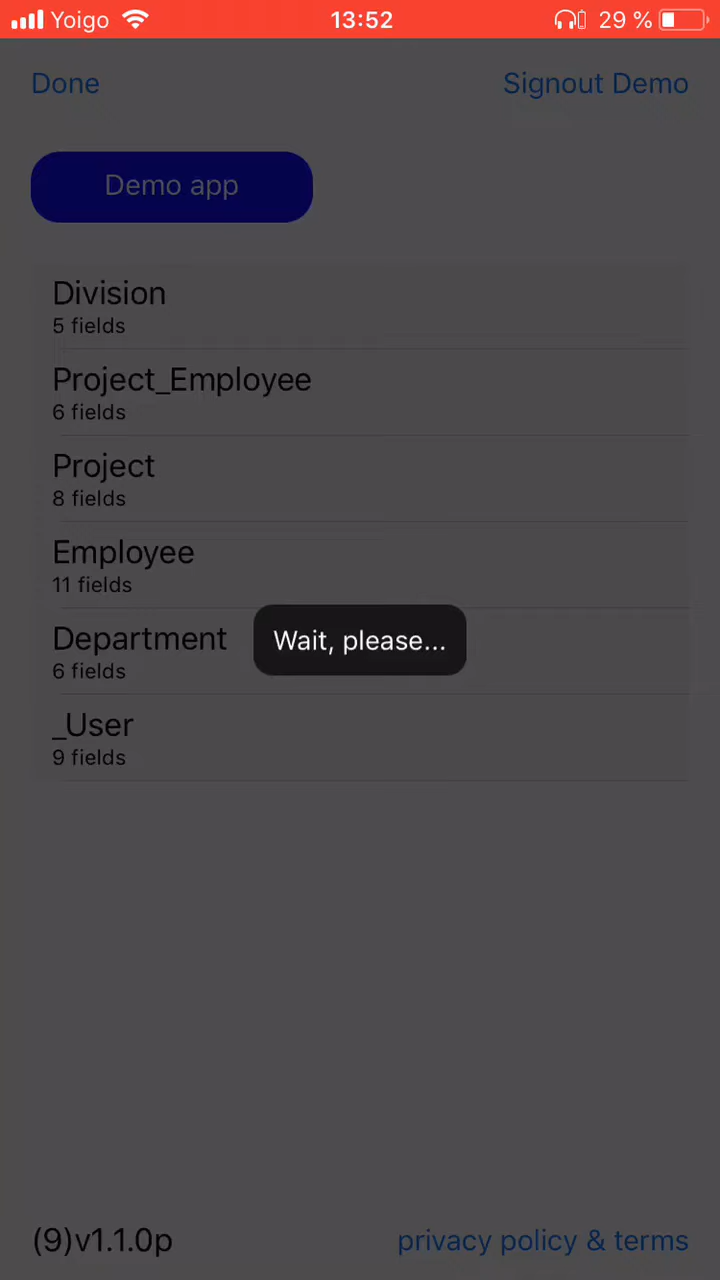 Yoigo 13:52 29 %
Done Signout Demo
Demo app
Division
5 fields
Project_Employee
6 fields
Project
8 fields
Employee
11 fields
Wait, please...
Department
6 fields
_User
9 fields
(9)v1.1.0p privacy policy & terms